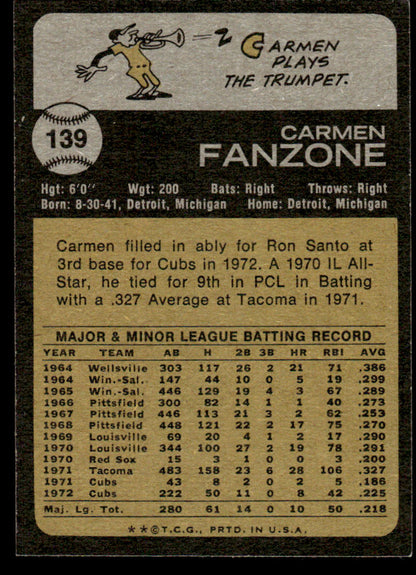 CARMEN
PLAYS
THE TRUMPET.
139
CARMEN
FANZONE
Hgt: 6'0" Wgt: 200 Bats: Right Throws: Right
Born: 8-30-41, Detroit, Michigan Home: Detroit, Michigan
Carmen filled in ably for Ron Santo at
3rd base for Cubs in 1972. A 1970 IL All-
Star, he tied for 9th in PCL in Batting
with a .327 Average at Tacoma in 1971.
MAJOR & MINOR LEAGUE BATTING RECORD
YEAR TEAM AB H 2B 3B HR RBI AVG
1964 Wellsville 303 117 26 2 21 71 .386
1964 Win.-Sal. 147 44 10 0 5 19 .299
1965 Win.-Sal. 446 129 19 4 3 67 .289
1966 Pittsfield 300 82 14 1 1 40 .273
1967 Pittsfield 446 113 21 3 2 62 .253
1968 Pittsfield 448 121 22 2 17 75 .270
1969 Louisville 69 20 4 1 2 17 .290
1970 Louisville 344 100 27 2 19 78 .291
1970 Red Sox 15 3 1 0 0 3 .200
1971 Tacoma 483 158 23 6 28 106 .327
1971 Cubs 43 8 2 0 2 5 .186
1972 Cubs 222 50 11 0 8 42 .225
Maj. Lg. Tot. 280 61 14 0 10 50 .218
**©T.C.G., PRTD. IN U.S.A.